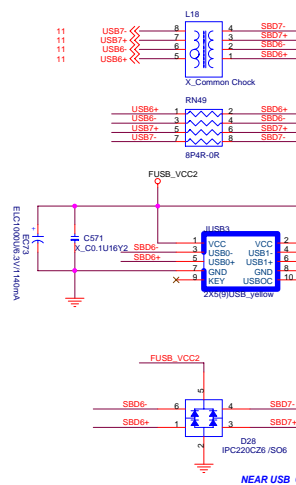 L18
11 USB7- 8 4 SBD7-
11 USB7+ 7 3 SBD7+
11 USB6- 6 2 SBD6-
11 USB6+ 5 1 SBD6+
X_Common Chock
RN49
USB6+ 1 2 SBD6+
USB6- 3 4 SBD6-
USB7+ 5 6 SBD7+
USB7- 7 8 SBD7-
8P4R-0R
FUSB_VCC2
ELC1000U/6.3V/1140mA
EC73
+
C571
X_C0.1U16Y2
JUSB3
1 VCC VCC 2
SBD6- 3 USB0- USB1- 4
SBD6+ 5 USB0+ USB1+ 6
7 GND GND 8
9 KEY USBOC 10
2X5(9)USB_yellow
FUSB_VCC2
5
SBD6- 6 4 SBD7-
SBD6+ 1 3 SBD7+
2
D28
IPC220CZ6 /SO6
NEAR USB